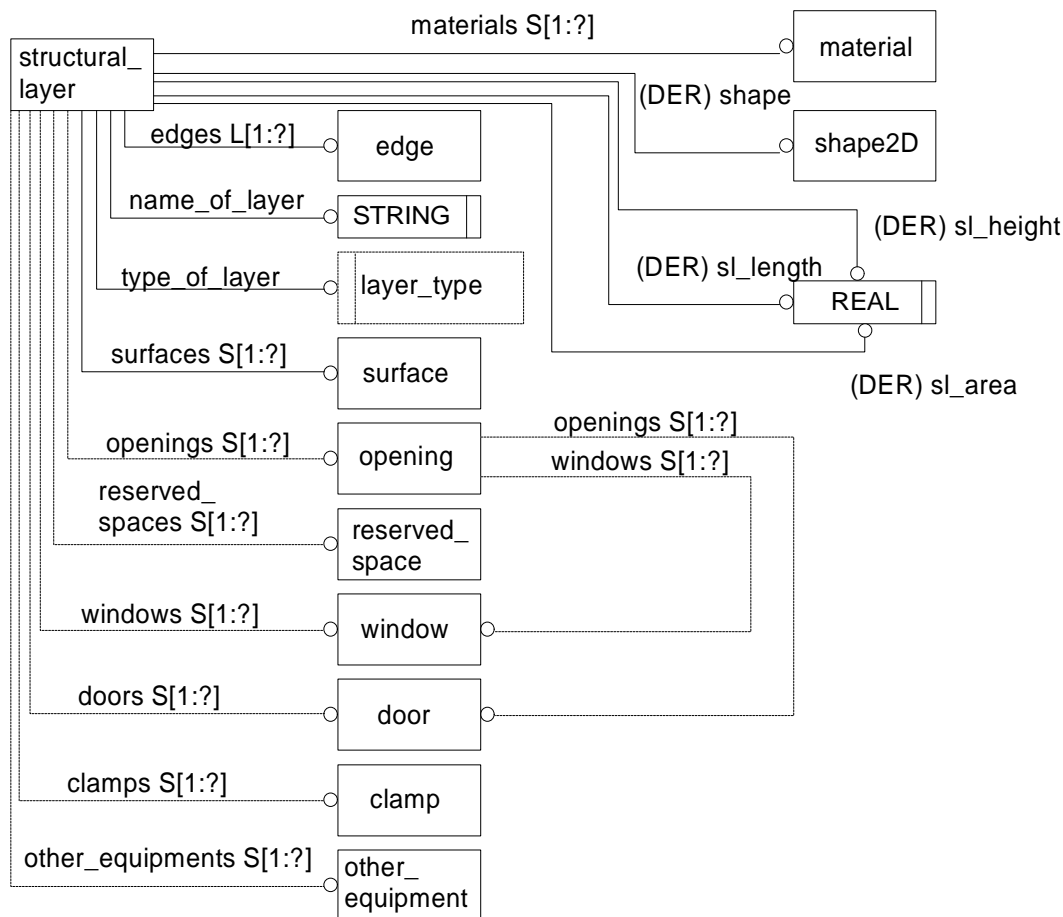 materials S[1:?]
structural_
layer
material
(DER) shape
edges L[1:?]
edge
shape2D
name_of_layer
STRING
(DER) sl_height
type_of_layer
layer_type
(DER) sl_length
REAL
surfaces S[1:?]
surface
(DER) sl_area
openings S[1:?]
opening
openings S[1:?]
windows S[1:?]
reserved_
spaces S[1:?]
reserved_
space
windows S[1:?]
window
doors S[1:?]
door
clamps S[1:?]
clamp
other_equipments S[1:?]
other_
equipment